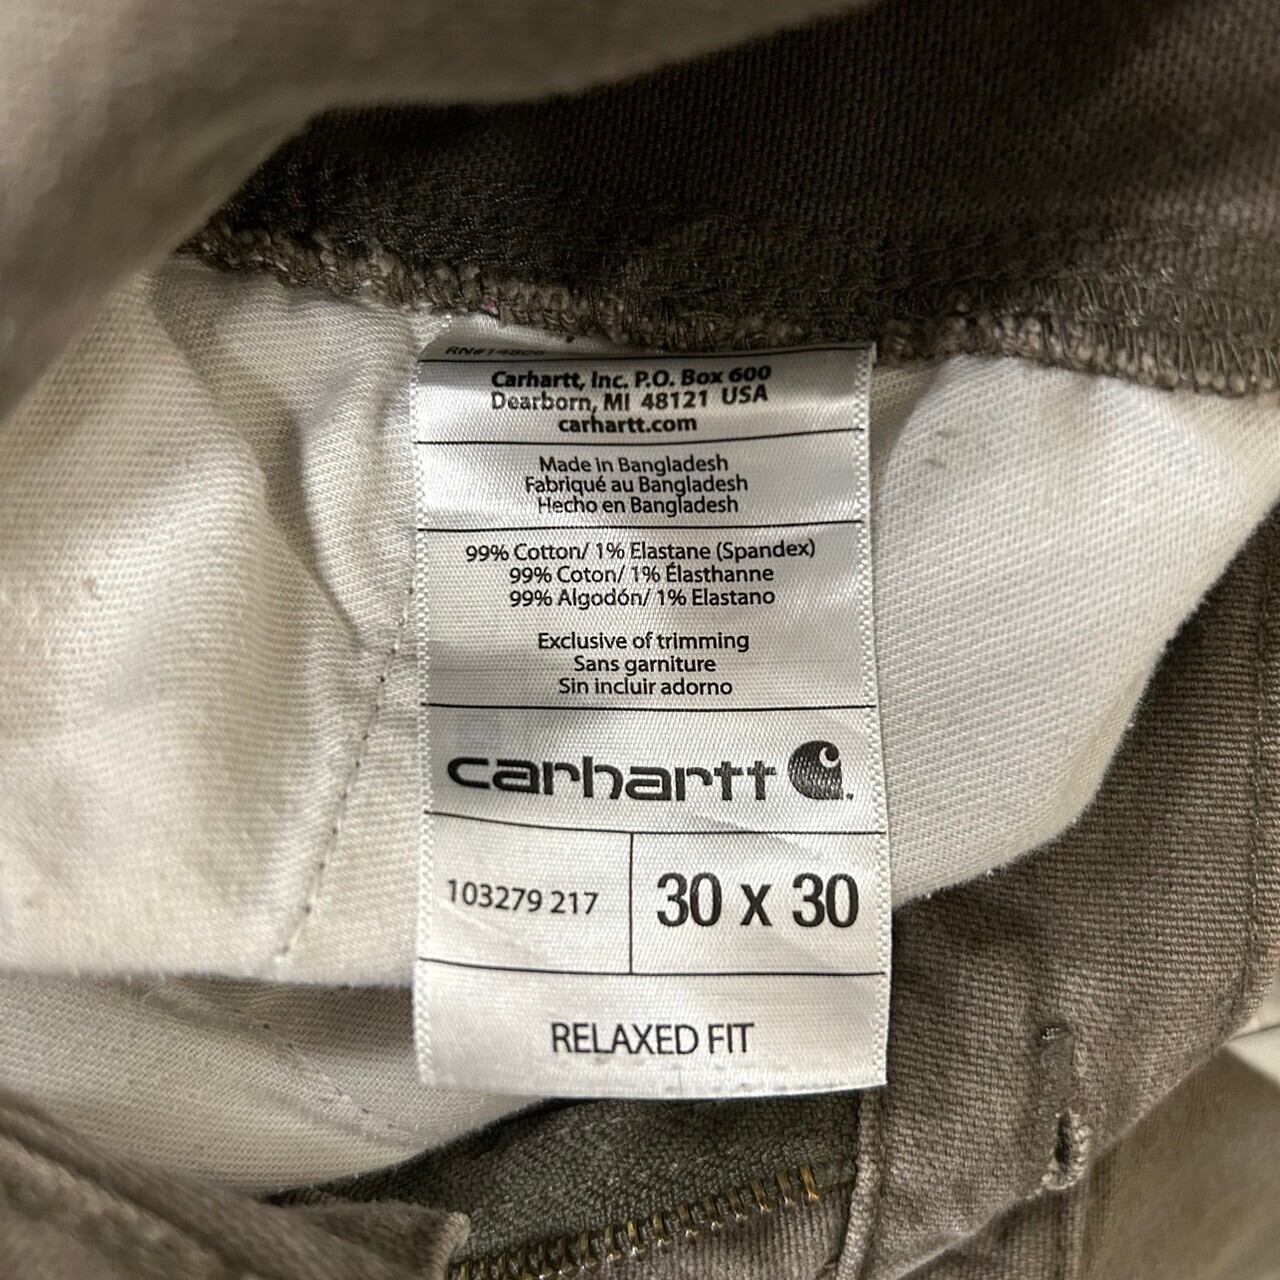 RN#14806
Carhartt, Inc. P.O. Box 600
Dearborn, MI 48121 USA
carhartt.com
Made in Bangladesh
Fabriqué au Bangladesh
Hecho en Bangladesh
99% Cotton/ 1% Elastane (Spandex)
99% Coton/ 1% Élasthanne
99% Algodón/ 1% Elastano
Exclusive of trimming
Sans garniture
Sin incluir adorno
carhartt
103279 217
30 x 30
RELAXED FIT